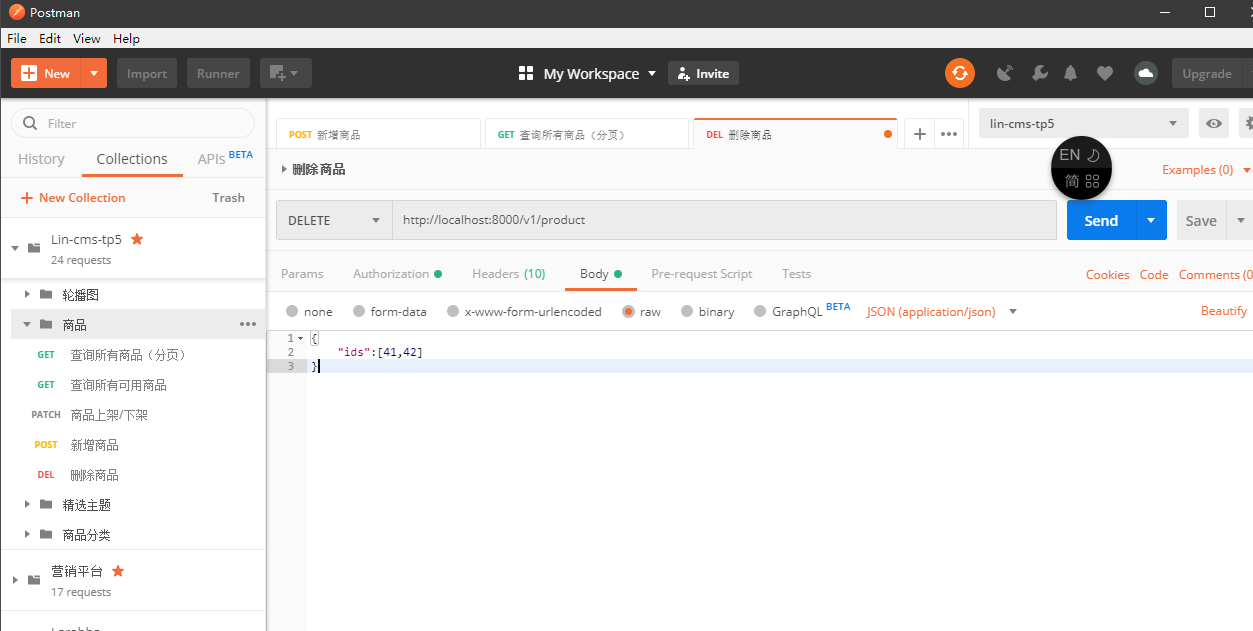 Postman
File Edit View Help
New Import Runner My Workspace Invite Upgrade
Filter
History Collections APIs BETA
New Collection Trash
Lin-cms-tp5
24 requests
轮播图
商品
GET 查询所有商品（分页）
GET 查询所有可用商品
PATCH 商品上架/下架
POST 新增商品
DEL 删除商品
精选主题
商品分类
营销平台
17 requests
POST 新增商品 GET 查询所有商品（分页） DEL 删除商品 lin-cms-tp5
EN
简
删除商品 Examples (0)
DELETE http://localhost:8000/v1/product Send Save
Params Authorization Headers (10) Body Pre-request Script Tests Cookies Code Comments (0
none form-data x-www-form-urlencoded raw binary GraphQL BETA JSON (application/json) Beautify
1 {
2 "ids":[41,42]
3 }